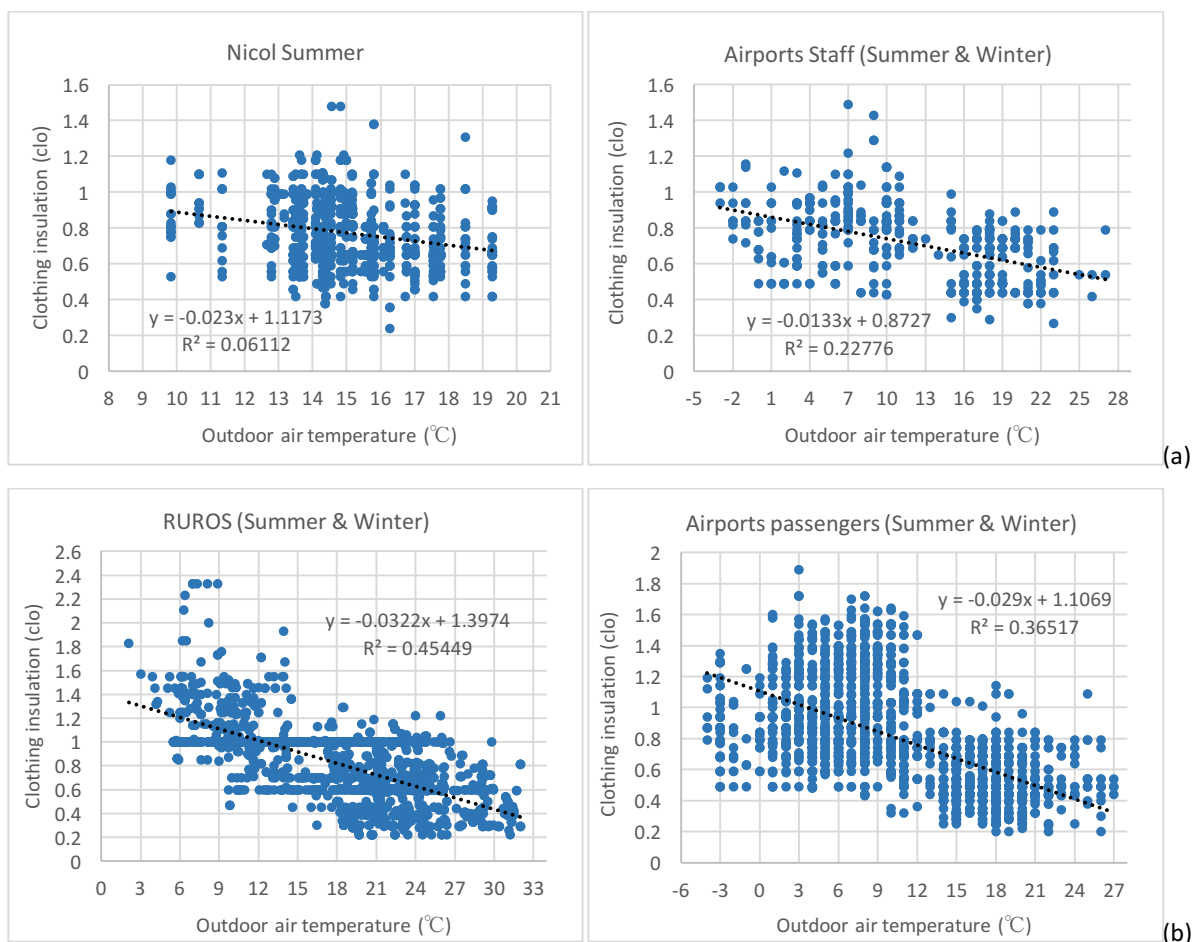 Nicol Summer
Clothing insulation (clo)
1.6
1.4
1.2
1
0.8
0.6
0.4
0.2
0
y = -0.023x + 1.1173
R² = 0.06112
8 9 10 11 12 13 14 15 16 17 18 19 20 21
Outdoor air temperature (℃)
Airports Staff (Summer & Winter)
Clothing insulation (clo)
1.6
1.4
1.2
1
0.8
0.6
0.4
0.2
0
y = -0.0133x + 0.8727
R² = 0.22776
-5 -2 1 4 7 10 13 16 19 22 25 28
Outdoor air temperature (℃)
(a)
RUROS (Summer & Winter)
Clothing insulation (clo)
2.6
2.4
2.2
2
1.8
1.6
1.4
1.2
1
0.8
0.6
0.4
0.2
0
y = -0.0322x + 1.3974
R² = 0.45449
0 3 6 9 12 15 18 21 24 27 30 33
Outdoor air temperature (℃)
Airports passengers (Summer & Winter)
Clothing insulation (clo)
2
1.8
1.6
1.4
1.2
1
0.8
0.6
0.4
0.2
0
y = -0.029x + 1.1069
R² = 0.36517
-6 -3 0 3 6 9 12 15 18 21 24 27
Outdoor air temperature (℃)
(b)